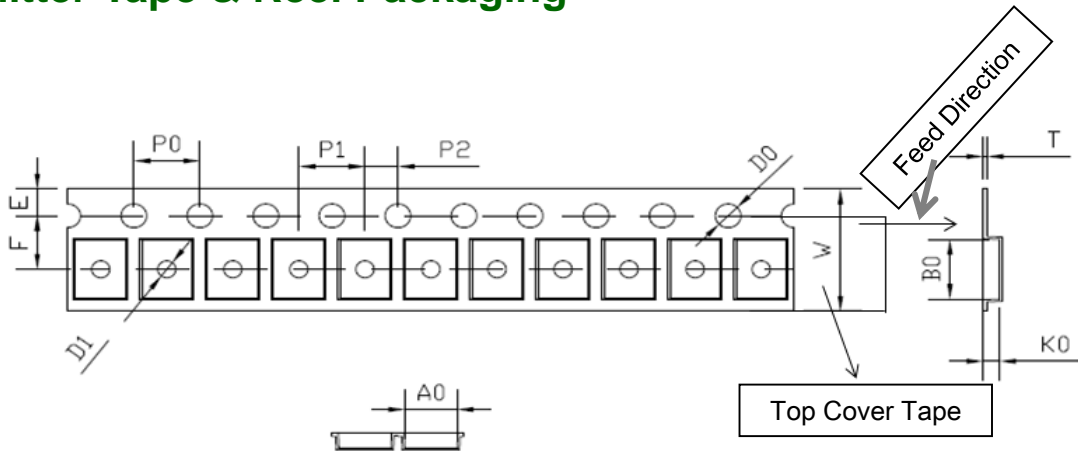 Tape & Reel Packaging
Feed Direction
P0
P1
P2
D0
T
E
F
W
B0
D1
K0
A0
Top Cover Tape